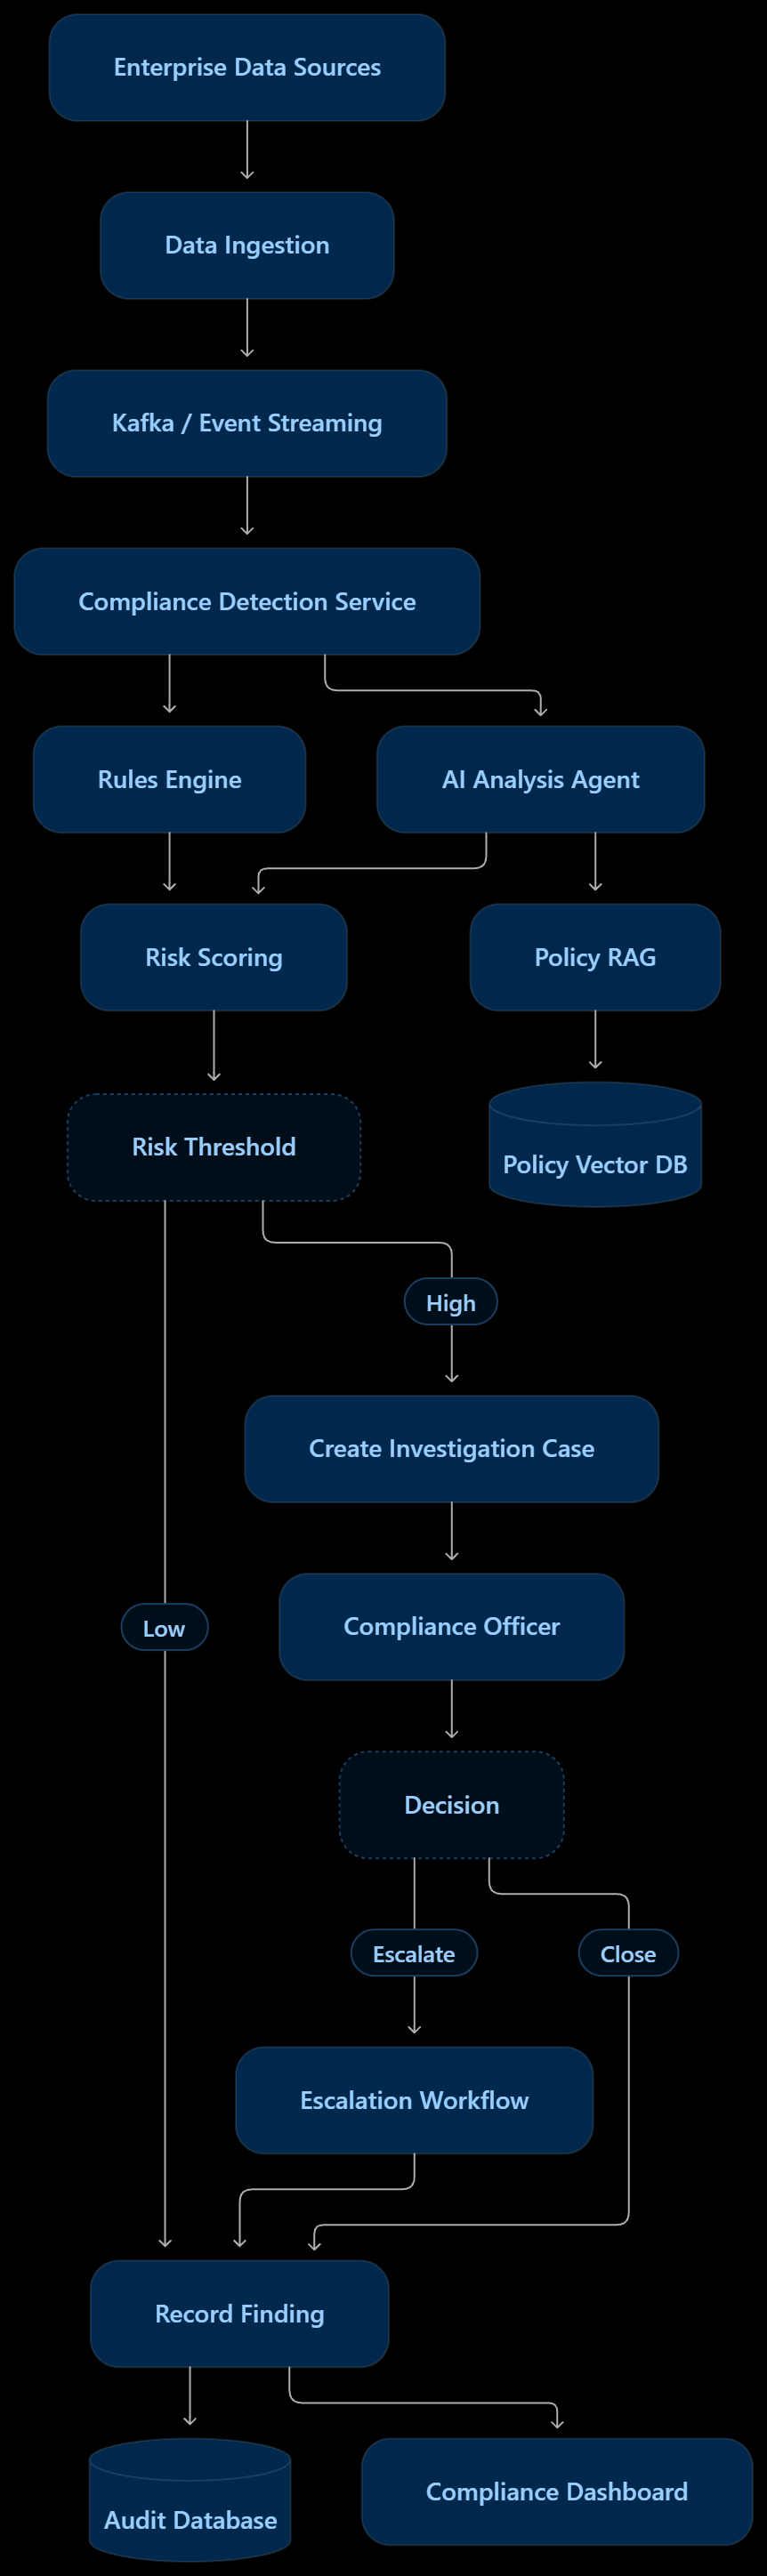 Enterprise Data Sources
Data Ingestion
Kafka / Event Streaming
Compliance Detection Service
Rules Engine
AI Analysis Agent
Risk Scoring
Policy RAG
Risk Threshold
Policy Vector DB
High
Create Investigation Case
Low
Compliance Officer
Decision
Escalate
Close
Escalation Workflow
Record Finding
Audit Database
Compliance Dashboard